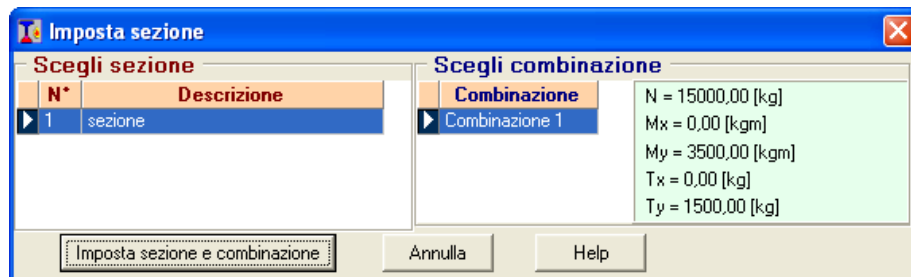 Imposta sezione
Scegli sezione
N° Descrizione
1 sezione
Scegli combinazione
Combinazione
Combinazione 1
N = 15000,00 [kg]
Mx = 0,00 [kgm]
My = 3500,00 [kgm]
Tx = 0,00 [kg]
Ty = 1500,00 [kg]
Imposta sezione e combinazione Annulla Help